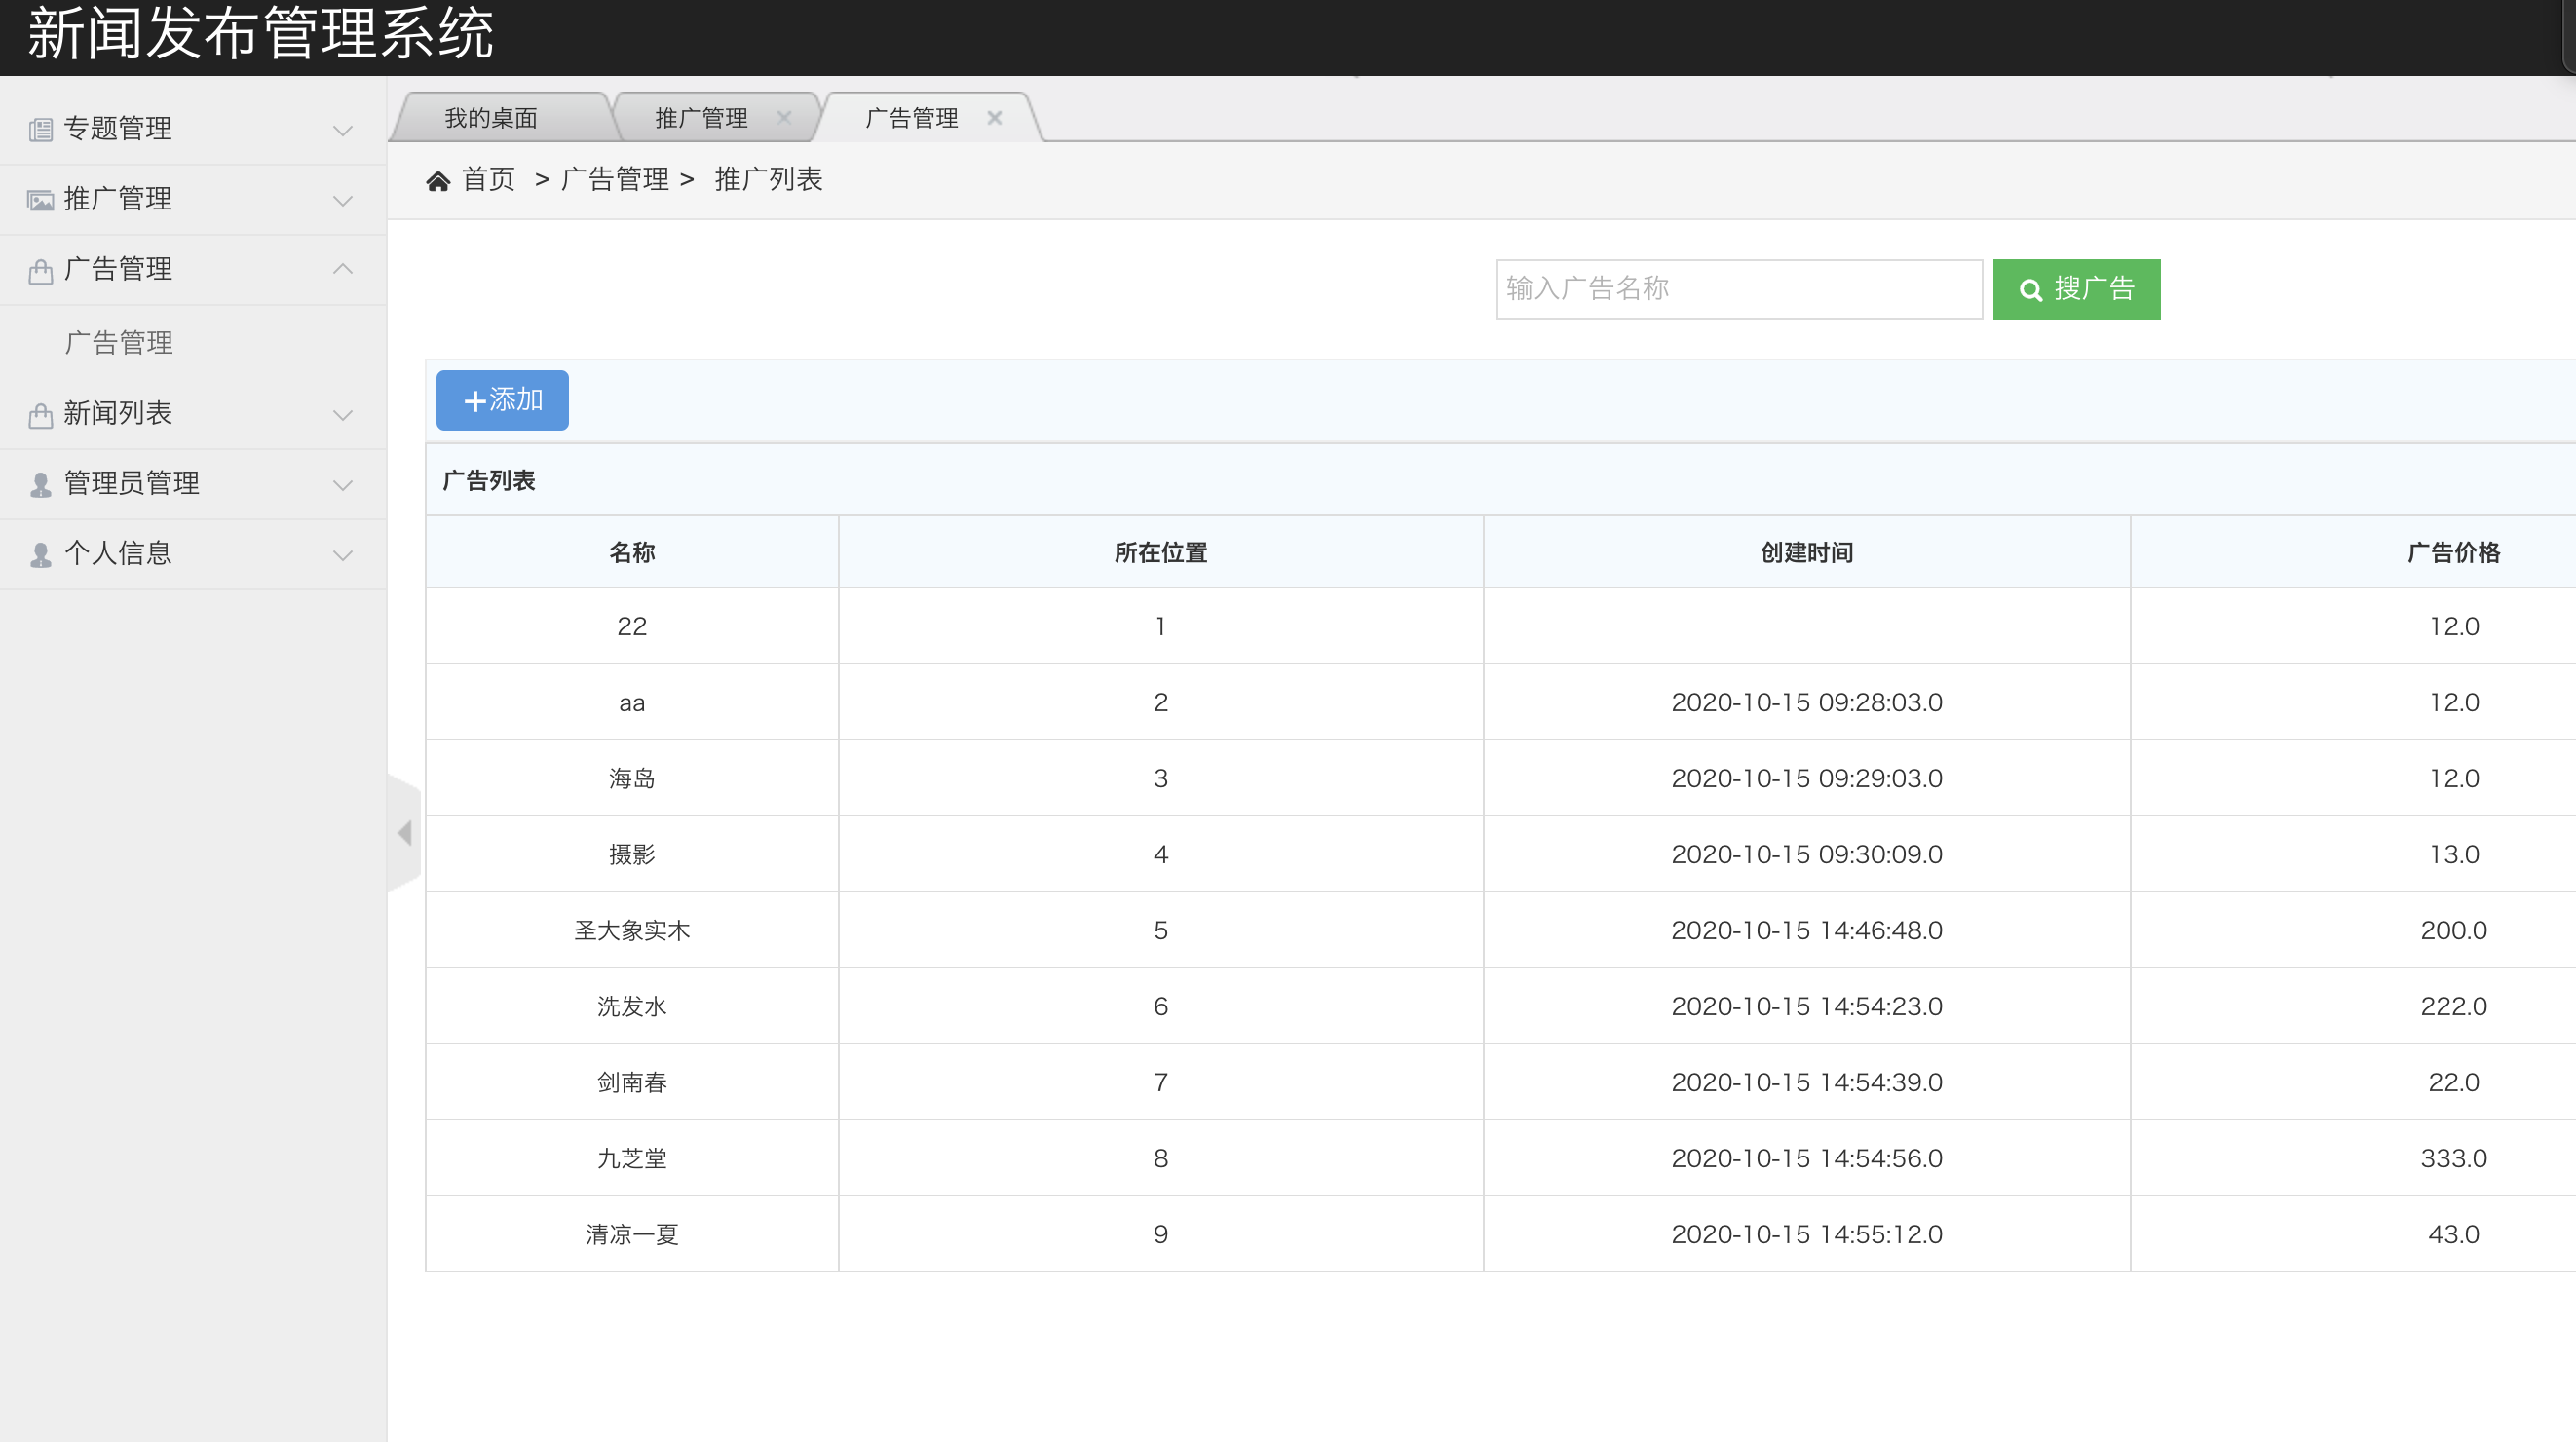 新闻发布管理系统
专题管理
推广管理
广告管理
广告管理
新闻列表
管理员管理
个人信息
我的桌面 推广管理 广告管理
首页 > 广告管理 > 推广列表
输入广告名称 搜广告
添加
广告列表
名称 所在位置 创建时间 广告价格
22 1 12.0
aa 2 2020-10-15 09:28:03.0 12.0
海岛 3 2020-10-15 09:29:03.0 12.0
摄影 4 2020-10-15 09:30:09.0 13.0
圣大象实木 5 2020-10-15 14:46:48.0 200.0
洗发水 6 2020-10-15 14:54:23.0 222.0
剑南春 7 2020-10-15 14:54:39.0 22.0
九芝堂 8 2020-10-15 14:54:56.0 333.0
清凉一夏 9 2020-10-15 14:55:12.0 43.0